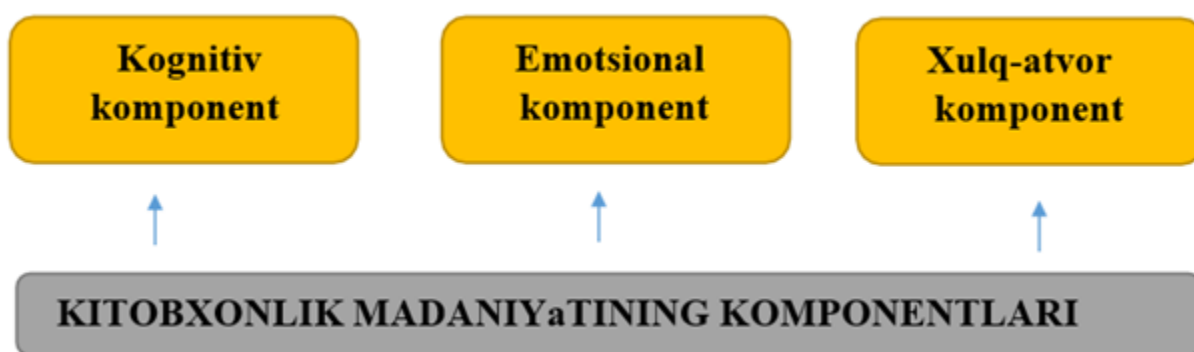 Kognitiv
komponent
Emotsional
komponent
Xulq-atvor
komponent
KITOBXONLIK MADANIYaTINING KOMPONENTLARI